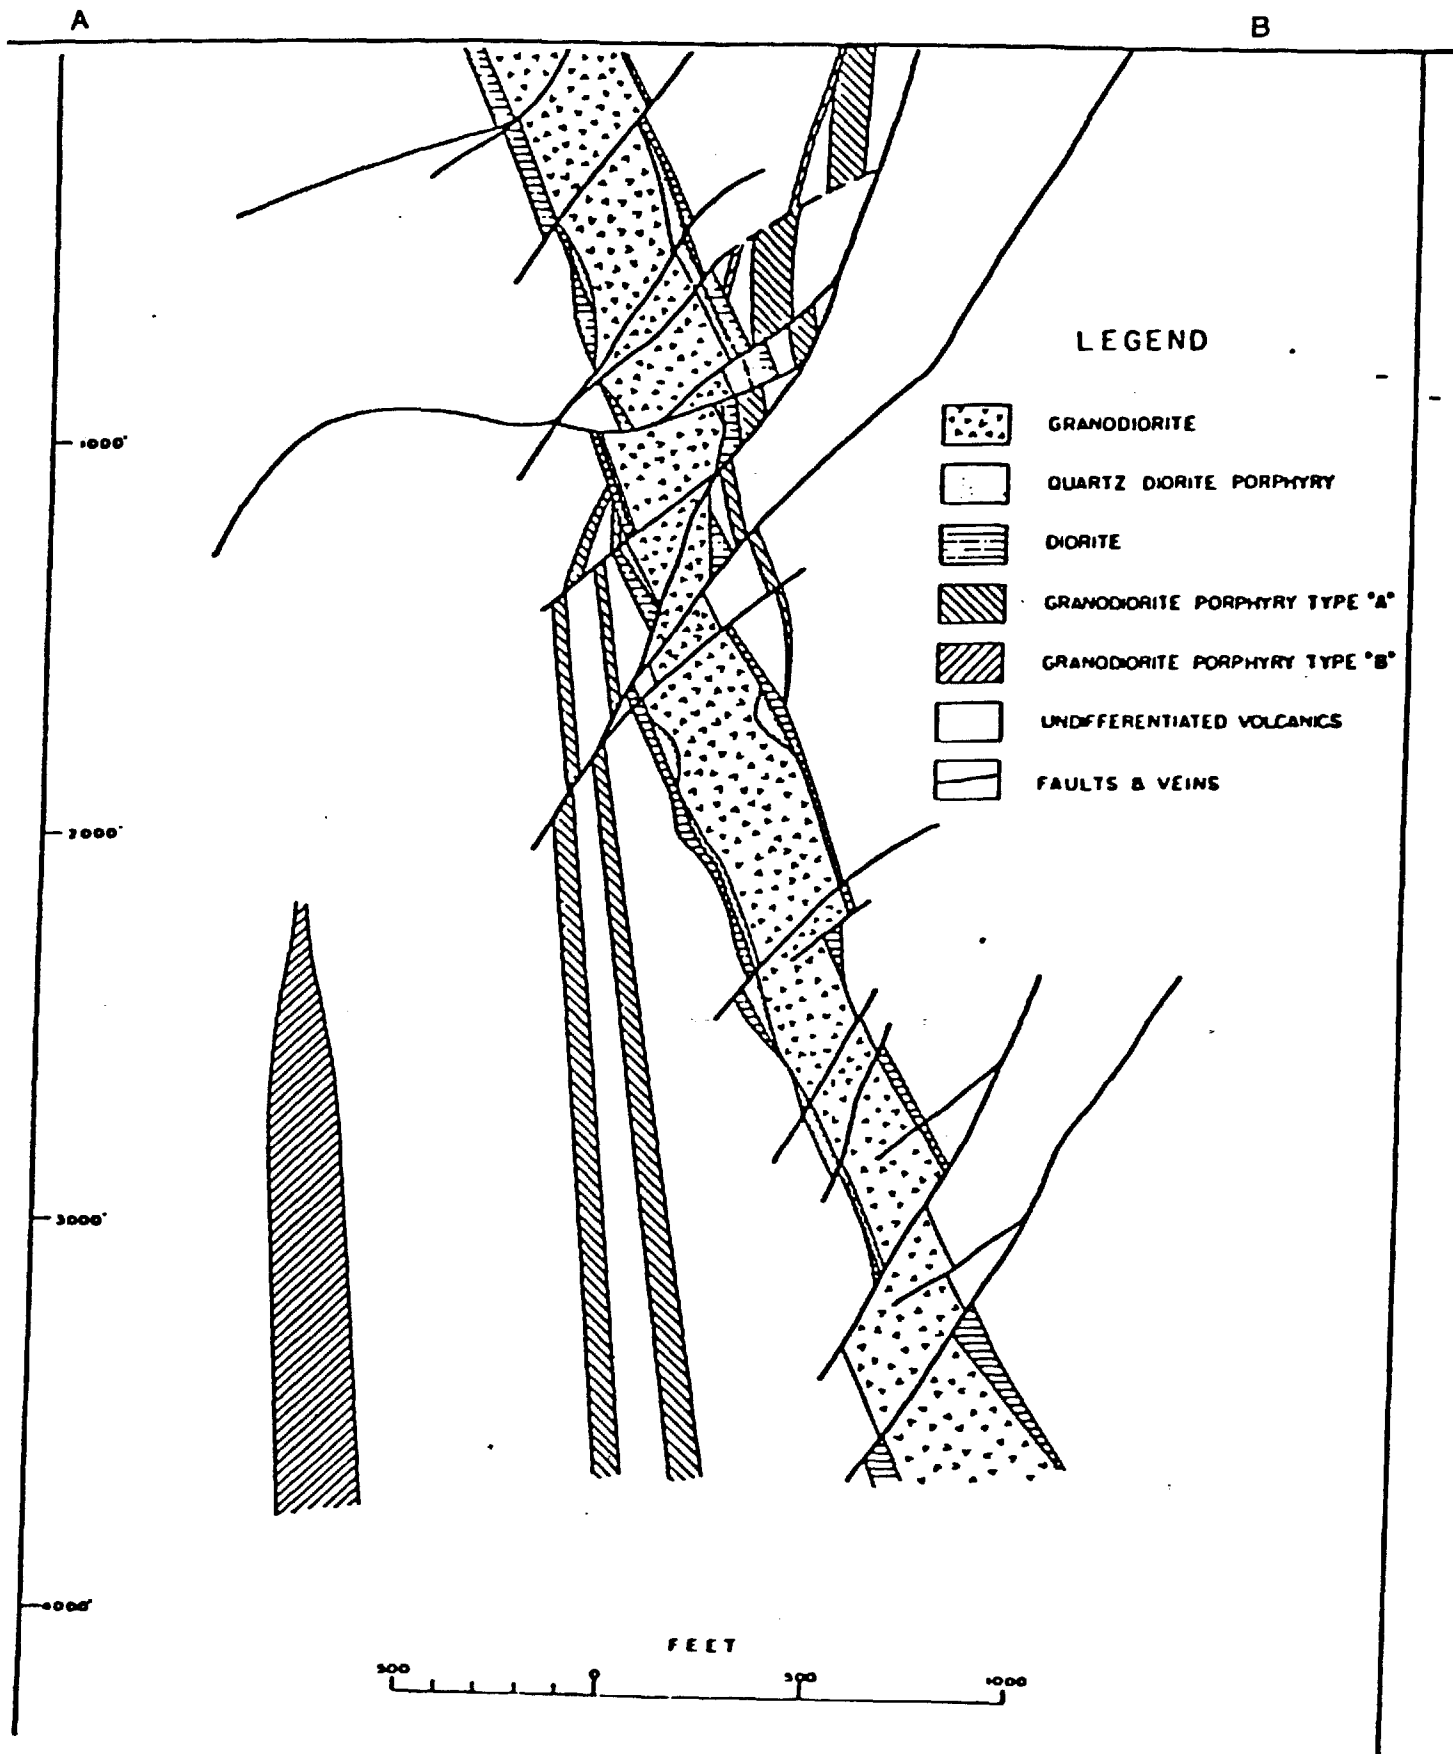 A
B
LEGEND
GRANODIORITE
QUARTZ DIORITE PORPHYRY
DIORITE
GRANODIORITE PORPHYRY TYPE "A"
GRANODIORITE PORPHYRY TYPE "B"
UNDIFFERENTIATED VOLCANICS
FAULTS & VEINS
1000'
2000'
3000'
4000'
FEET
500 0 500 1000